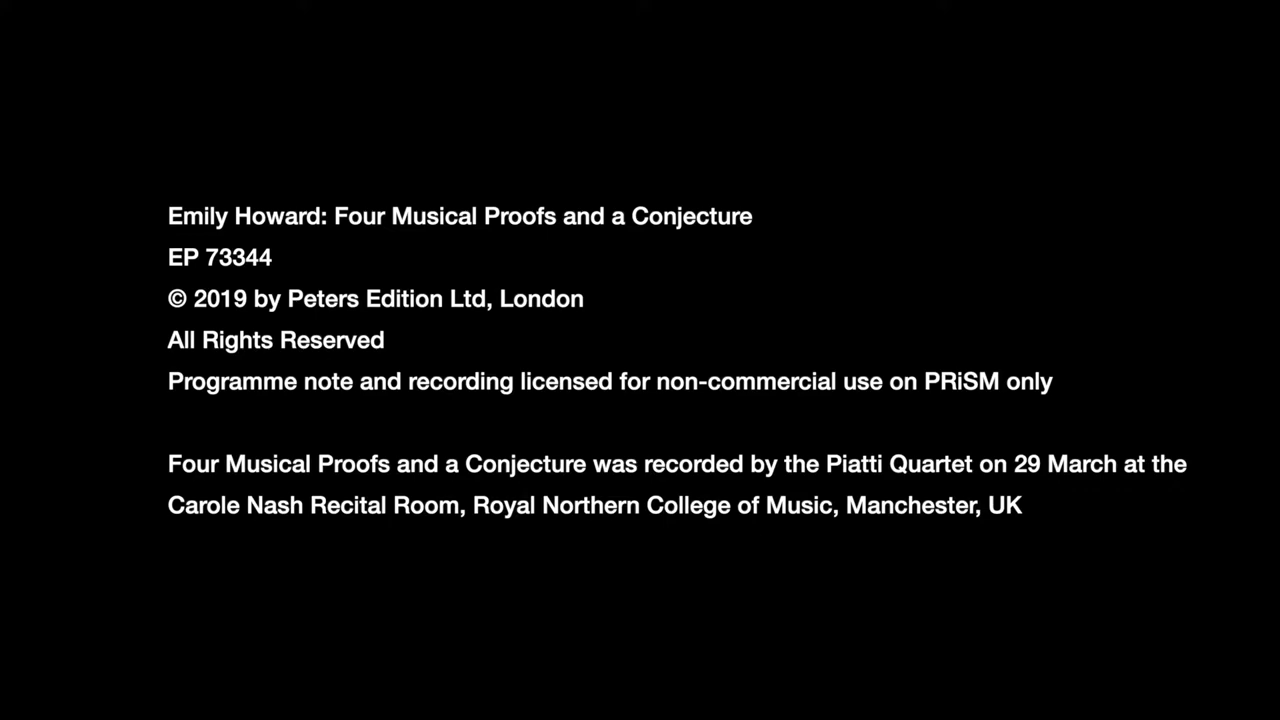 Emily Howard: Four Musical Proofs and a Conjecture
EP 73344
© 2019 by Peters Edition Ltd, London
All Rights Reserved
Programme note and recording licensed for non-commercial use on PRiSM only
Four Musical Proofs and a Conjecture was recorded by the Piatti Quartet on 29 March at the
Carole Nash Recital Room, Royal Northern College of Music, Manchester, UK